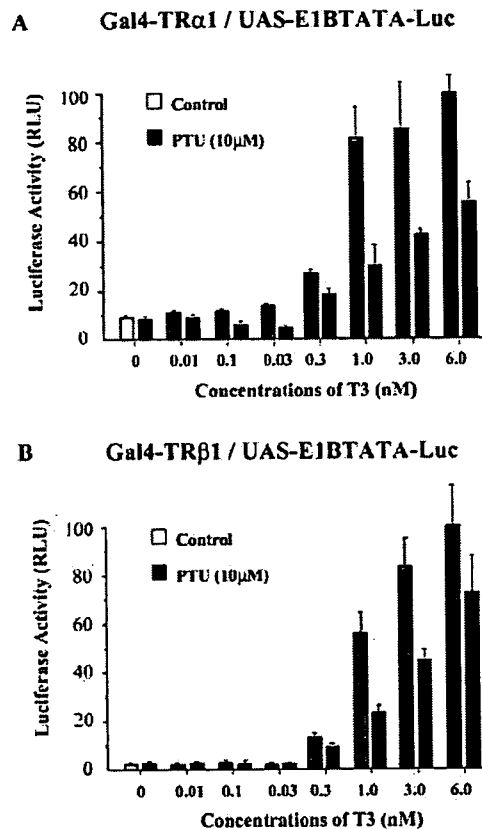 A Gal4-TRα1 / UAS-E1BTATA-Luc
Luciferase Activity (RLU)
100
80
60
40
20
0
Control
PTU (10μM)
0 0.01 0.1 0.03 0.3 1.0 3.0 6.0
Concentrations of T3 (nM)
B Gal4-TRβ1 / UAS-E1BTATA-Luc
Luciferase Activity (RLU)
100
80
60
40
20
0
Control
PTU (10μM)
0 0.01 0.1 0.03 0.3 1.0 3.0 6.0
Concentrations of T3 (nM)